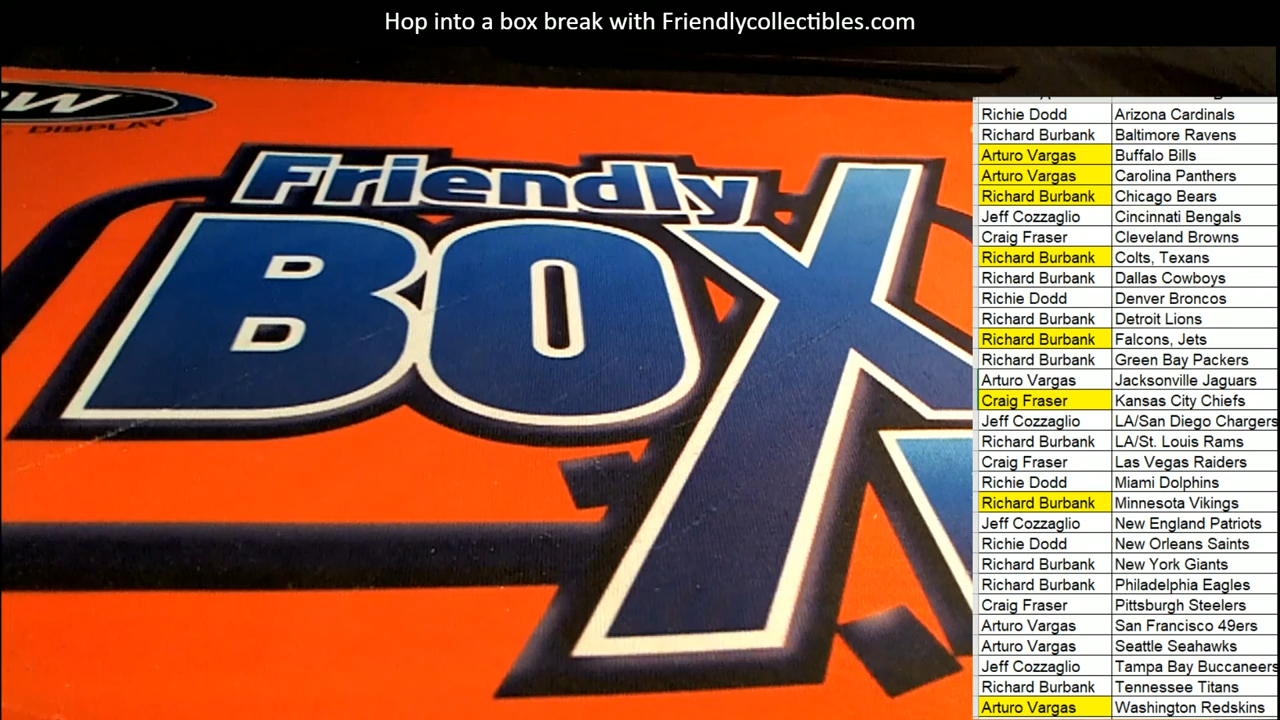 Hop into a box break with Friendlycollectibles.com
DISPLAY
Friendly
BOX
Richie Dodd Arizona Cardinals
Richard Burbank Baltimore Ravens
Arturo Vargas Buffalo Bills
Arturo Vargas Carolina Panthers
Richard Burbank Chicago Bears
Jeff Cozzaglio Cincinnati Bengals
Craig Fraser Cleveland Browns
Richard Burbank Colts, Texans
Richard Burbank Dallas Cowboys
Richie Dodd Denver Broncos
Richard Burbank Detroit Lions
Richard Burbank Falcons, Jets
Richard Burbank Green Bay Packers
Arturo Vargas Jacksonville Jaguars
Craig Fraser Kansas City Chiefs
Jeff Cozzaglio LA/San Diego Chargers
Richard Burbank LA/St. Louis Rams
Craig Fraser Las Vegas Raiders
Richie Dodd Miami Dolphins
Richard Burbank Minnesota Vikings
Jeff Cozzaglio New England Patriots
Richie Dodd New Orleans Saints
Richard Burbank New York Giants
Richard Burbank Philadelphia Eagles
Craig Fraser Pittsburgh Steelers
Arturo Vargas San Francisco 49ers
Arturo Vargas Seattle Seahawks
Jeff Cozzaglio Tampa Bay Buccaneers
Richard Burbank Tennessee Titans
Arturo Vargas Washington Redskins